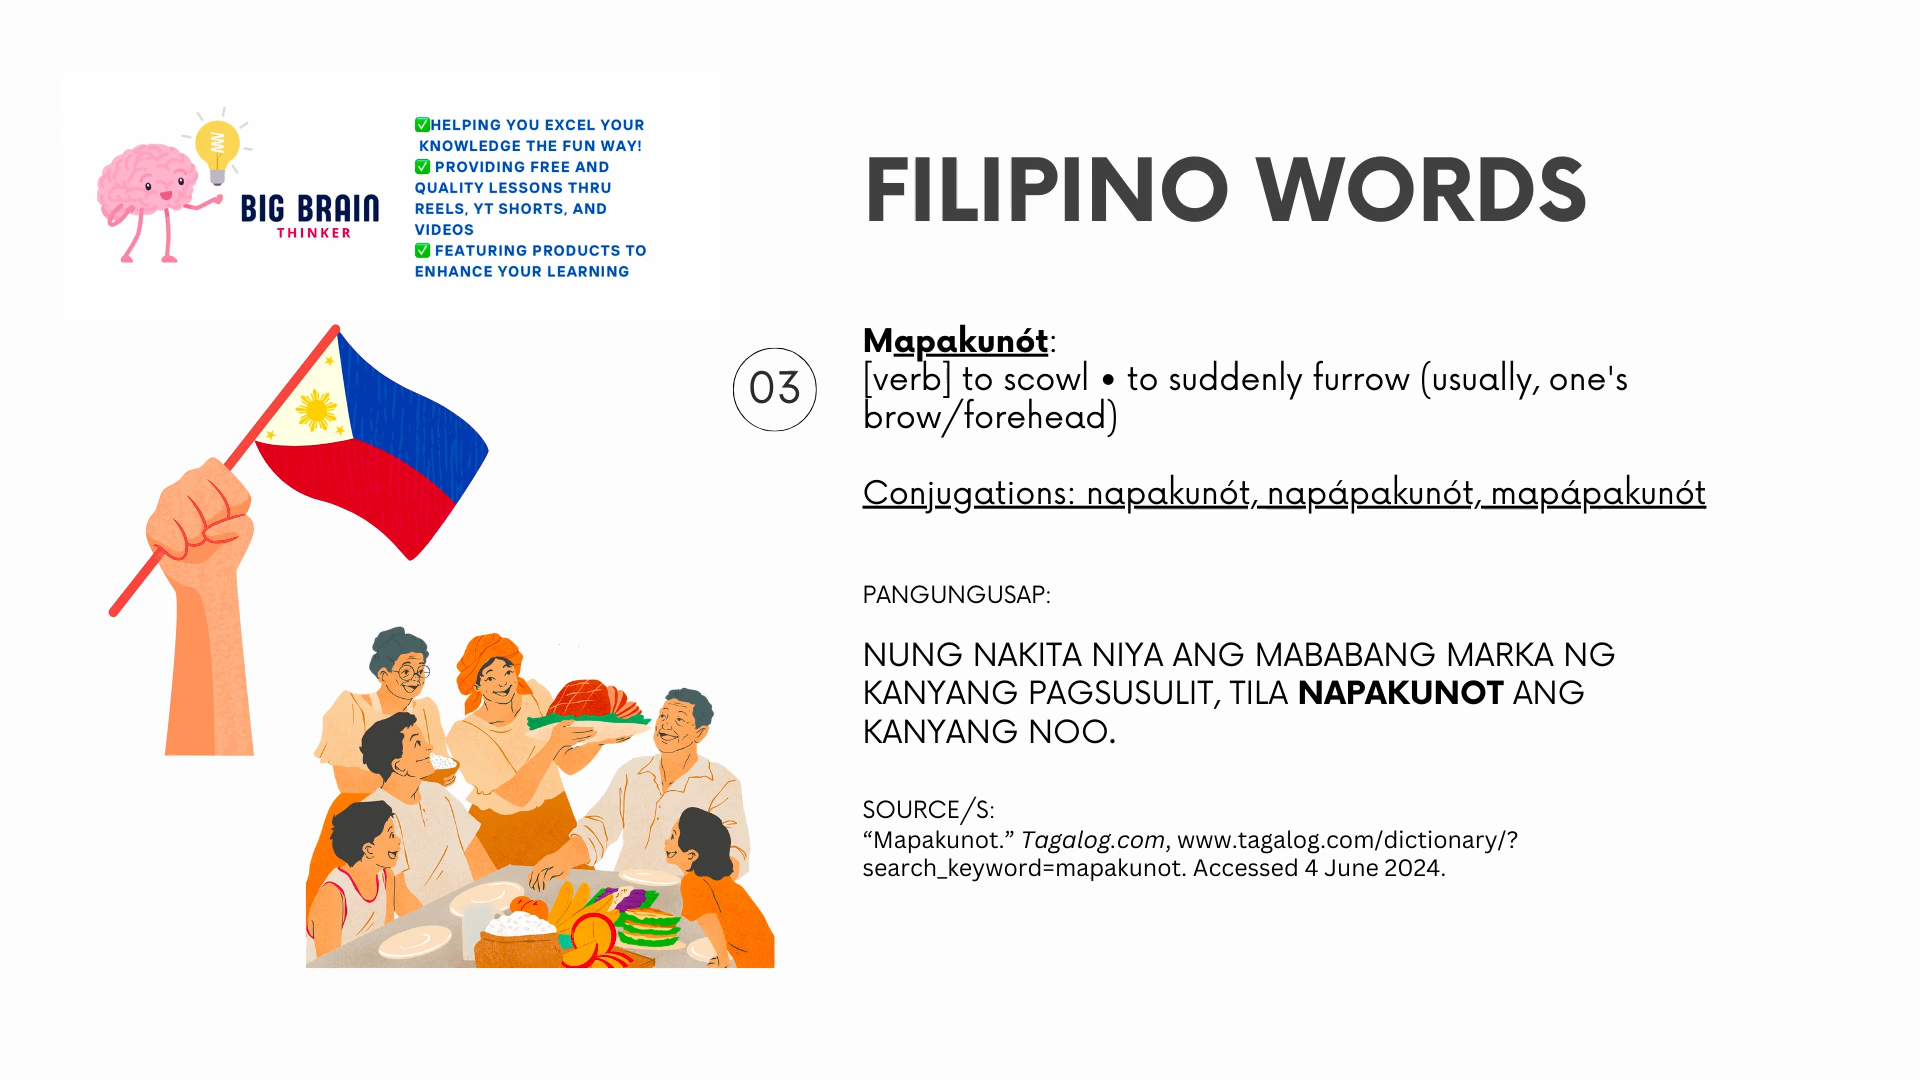 ✅HELPING YOU EXCEL YOUR
KNOWLEDGE THE FUN WAY!
✅ PROVIDING FREE AND
QUALITY LESSONS THRU
REELS, YT SHORTS, AND
VIDEOS
✅ FEATURING PRODUCTS TO
ENHANCE YOUR LEARNING
BIG BRAIN
THINKER
FILIPINO WORDS
03
Mapakunót:
[verb] to scowl • to suddenly furrow (usually, one's
brow/forehead)
Conjugations: napakunót, napápakunót, mapápakunót
PANGUNGUSAP:
NUNG NAKITA NIYA ANG MABABANG MARKA NG
KANYANG PAGSUSULIT, TILA NAPAKUNOT ANG
KANYANG NOO.
SOURCE/S:
“Mapakunot.” Tagalog.com, www.tagalog.com/dictionary/?
search_keyword=mapakunot. Accessed 4 June 2024.